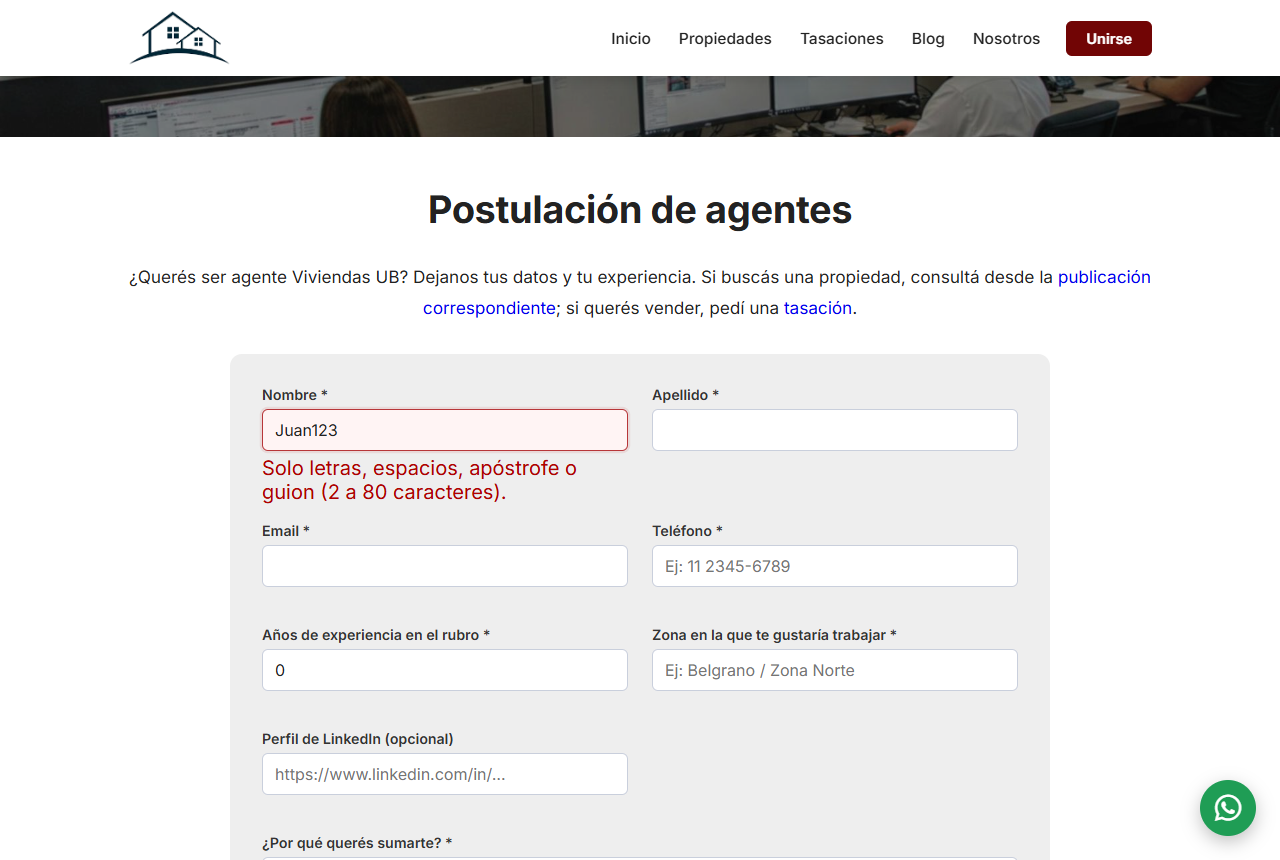 Inicio Propiedades Tasaciones Blog Nosotros Unirse
Postulación de agentes
¿Querés ser agente Viviendas UB? Dejanos tus datos y tu experiencia. Si buscás una propiedad, consultá desde la publicación
correspondiente; si querés vender, pedí una tasación.
Nombre * Apellido *
Juan123
Solo letras, espacios, apóstrofe o
guion (2 a 80 caracteres).
Email * Teléfono *
Ej: 11 2345-6789
Años de experiencia en el rubro * Zona en la que te gustaría trabajar *
0 Ej: Belgrano / Zona Norte
Perfil de LinkedIn (opcional)
https://www.linkedin.com/in/...
¿Por qué querés sumarte? *